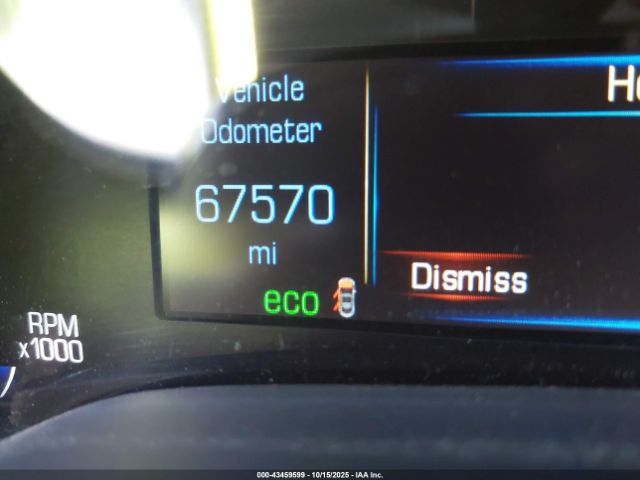 Vehicle
Odometer
67570
mi
eco
Dismiss
RPM
x1000
000-43459599 - 10/15/2025 - IAA Inc.